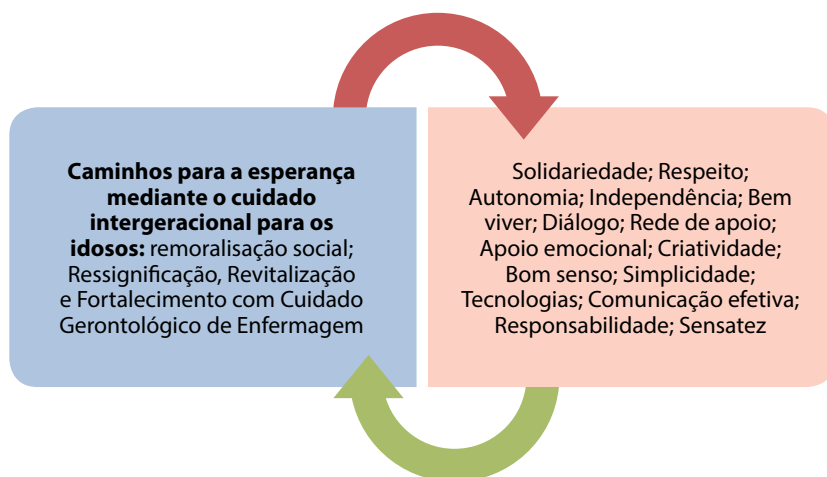 Caminhos para a esperança
mediante o cuidado
intergeracional para os
idosos: remoralisação social;
Ressignificação, Revitalização
e Fortalecimento com Cuidado
Gerontológico de Enfermagem
Solidariedade; Respeito;
Autonomia; Independência; Bem
viver; Diálogo; Rede de apoio;
Apoio emocional; Criatividade;
Bom senso; Simplicidade;
Tecnologias; Comunicação efetiva;
Responsabilidade; Sensatez